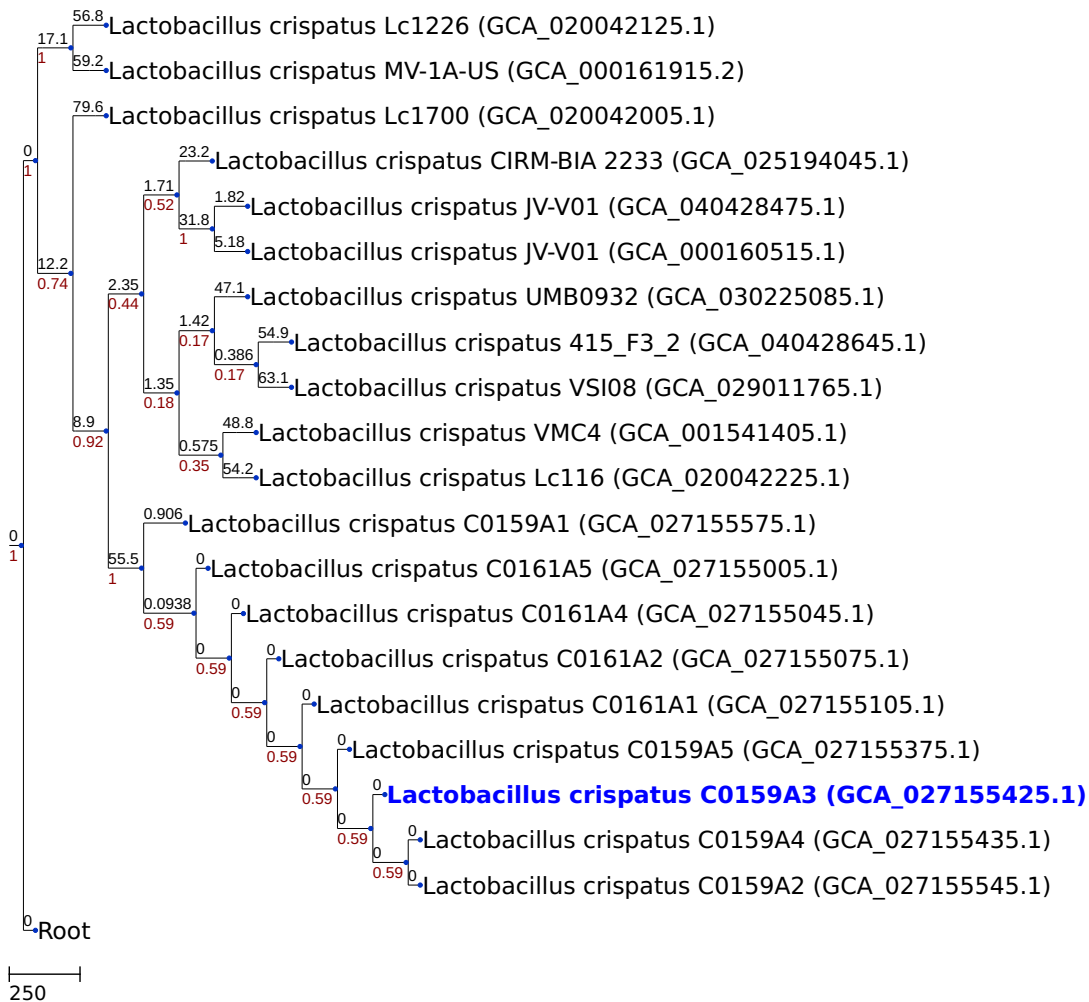 56.8
Lactobacillus crispatus Lc1226 (GCA_020042125.1)
17.1
1
59.2
Lactobacillus crispatus MV-1A-US (GCA_000161915.2)
79.6
Lactobacillus crispatus Lc1700 (GCA_020042005.1)
0
1
23.2
Lactobacillus crispatus CIRM-BIA 2233 (GCA_025194045.1)
1.71
0.52
1.82
Lactobacillus crispatus JV-V01 (GCA_040428475.1)
31.8
1
5.18
Lactobacillus crispatus JV-V01 (GCA_000160515.1)
12.2
0.74
2.35
0.44
47.1
Lactobacillus crispatus UMB0932 (GCA_030225085.1)
1.42
0.17
54.9
Lactobacillus crispatus 415_F3_2 (GCA_040428645.1)
0.386
0.17
63.1
Lactobacillus crispatus VSI08 (GCA_029011765.1)
1.35
0.18
8.9
0.92
48.8
Lactobacillus crispatus VMC4 (GCA_001541405.1)
0.575
0.35
54.2
Lactobacillus crispatus Lc116 (GCA_020042225.1)
0.906
Lactobacillus crispatus C0159A1 (GCA_027155575.1)
0
1
55.5
1
0
Lactobacillus crispatus C0161A5 (GCA_027155005.1)
0.0938
0.59
0
Lactobacillus crispatus C0161A4 (GCA_027155045.1)
0
0.59
0
Lactobacillus crispatus C0161A2 (GCA_027155075.1)
0
0.59
0
Lactobacillus crispatus C0161A1 (GCA_027155105.1)
0
0.59
0
Lactobacillus crispatus C0159A5 (GCA_027155375.1)
0
0.59
0
Lactobacillus crispatus C0159A3 (GCA_027155425.1)
0
0.59
0
Lactobacillus crispatus C0159A4 (GCA_027155435.1)
0
0.59
0
Lactobacillus crispatus C0159A2 (GCA_027155545.1)
0
Root
250